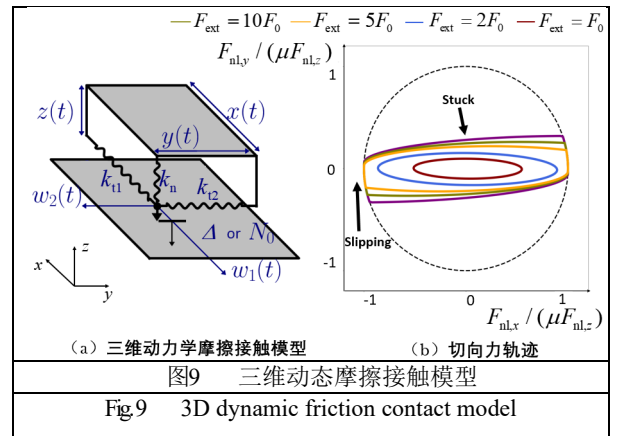 F_ext = 10F_0 F_ext = 5F_0 F_ext = 2F_0 F_ext = F_0
F_nl,y / (μF_nl,z)
z(t)
x(t)
y(t)
k_t1
k_n
k_t2
w_2(t)
Δ or N_0
w_1(t)
z
x
y
1
Stuck
0
Slipping
-1
-1 0 1
F_nl,x / (μF_nl,z)
（a）三维动力学摩擦接触模型
（b）切向力轨迹
图9 三维动态摩擦接触模型
Fig.9 3D dynamic friction contact model